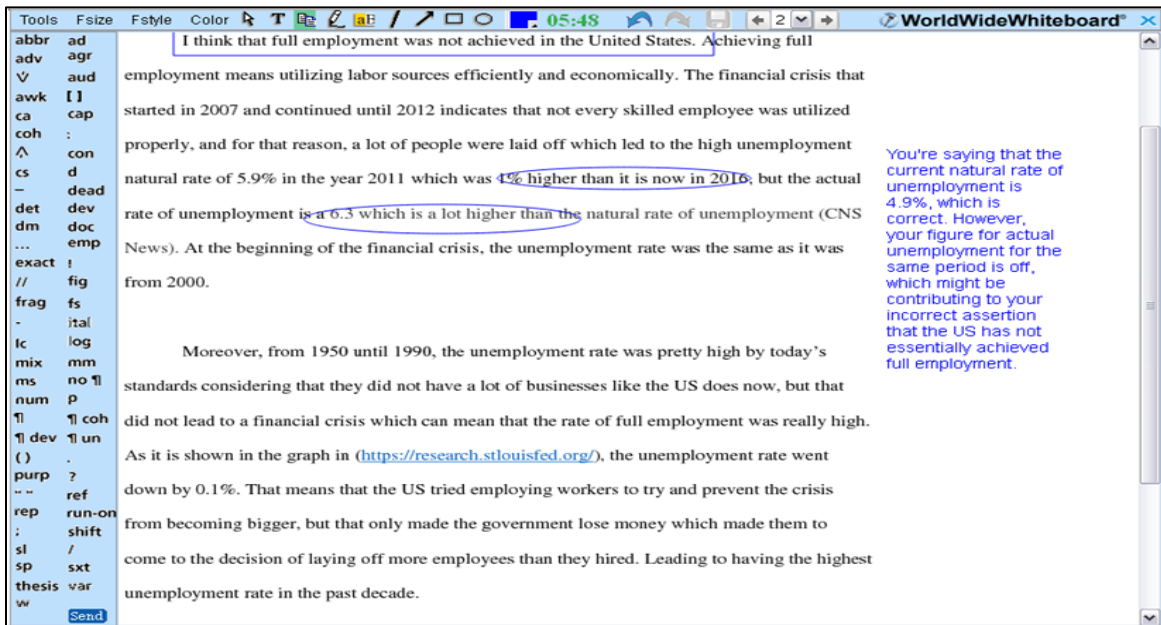 Tools Fsize Fstyle Color T aB 05:48 2 WorldWideWhiteboard®
abbr ad
adv agr
aud
awk [ ]
ca cap
coh :
^ con
cs d
– dead
det dev
dm doc
... emp
exact !
// fig
frag fs
- ital
lc log
mix mm
ms no ¶
num p
¶ ¶ coh
¶ dev ¶ un
( ) .
purp ?
" " ref
rep run-on
; shift
sl /
sp sxt
thesis var
w
Send
I think that full employment was not achieved in the United States. Achieving full
employment means utilizing labor sources efficiently and economically. The financial crisis that
started in 2007 and continued until 2012 indicates that not every skilled employee was utilized
properly, and for that reason, a lot of people were laid off which led to the high unemployment
natural rate of 5.9% in the year 2011 which was 1% higher than it is now in 2016, but the actual
rate of unemployment is a 6.3 which is a lot higher than the natural rate of unemployment (CNS
News). At the beginning of the financial crisis, the unemployment rate was the same as it was
from 2000.
Moreover, from 1950 until 1990, the unemployment rate was pretty high by today's
standards considering that they did not have a lot of businesses like the US does now, but that
did not lead to a financial crisis which can mean that the rate of full employment was really high.
As it is shown in the graph in (https://research.stlouisfed.org/), the unemployment rate went
down by 0.1%. That means that the US tried employing workers to try and prevent the crisis
from becoming bigger, but that only made the government lose money which made them to
come to the decision of laying off more employees than they hired. Leading to having the highest
unemployment rate in the past decade.
You're saying that the
current natural rate of
unemployment is
4.9%, which is
correct. However,
your figure for actual
unemployment for the
same period is off,
which might be
contributing to your
incorrect assertion
that the US has not
essentially achieved
full employment.